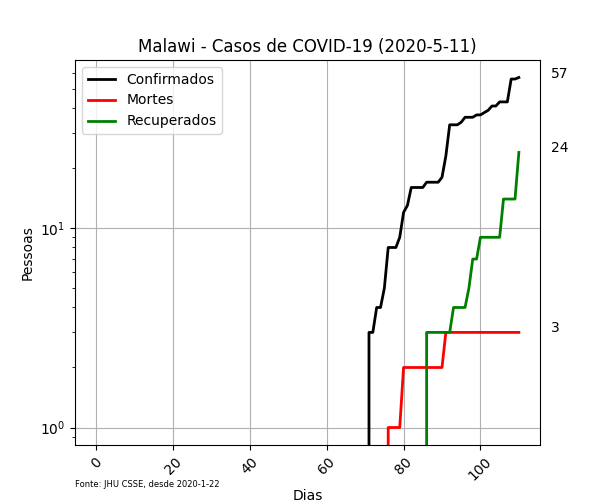 Malawi - Casos de COVID-19 (2020-5-11)
Confirmados
Mortes
Recuperados
57
24
3
10¹
10⁰
Pessoas
0
20
40
60
80
100
Fonte: JHU CSSE, desde 2020-1-22
Dias